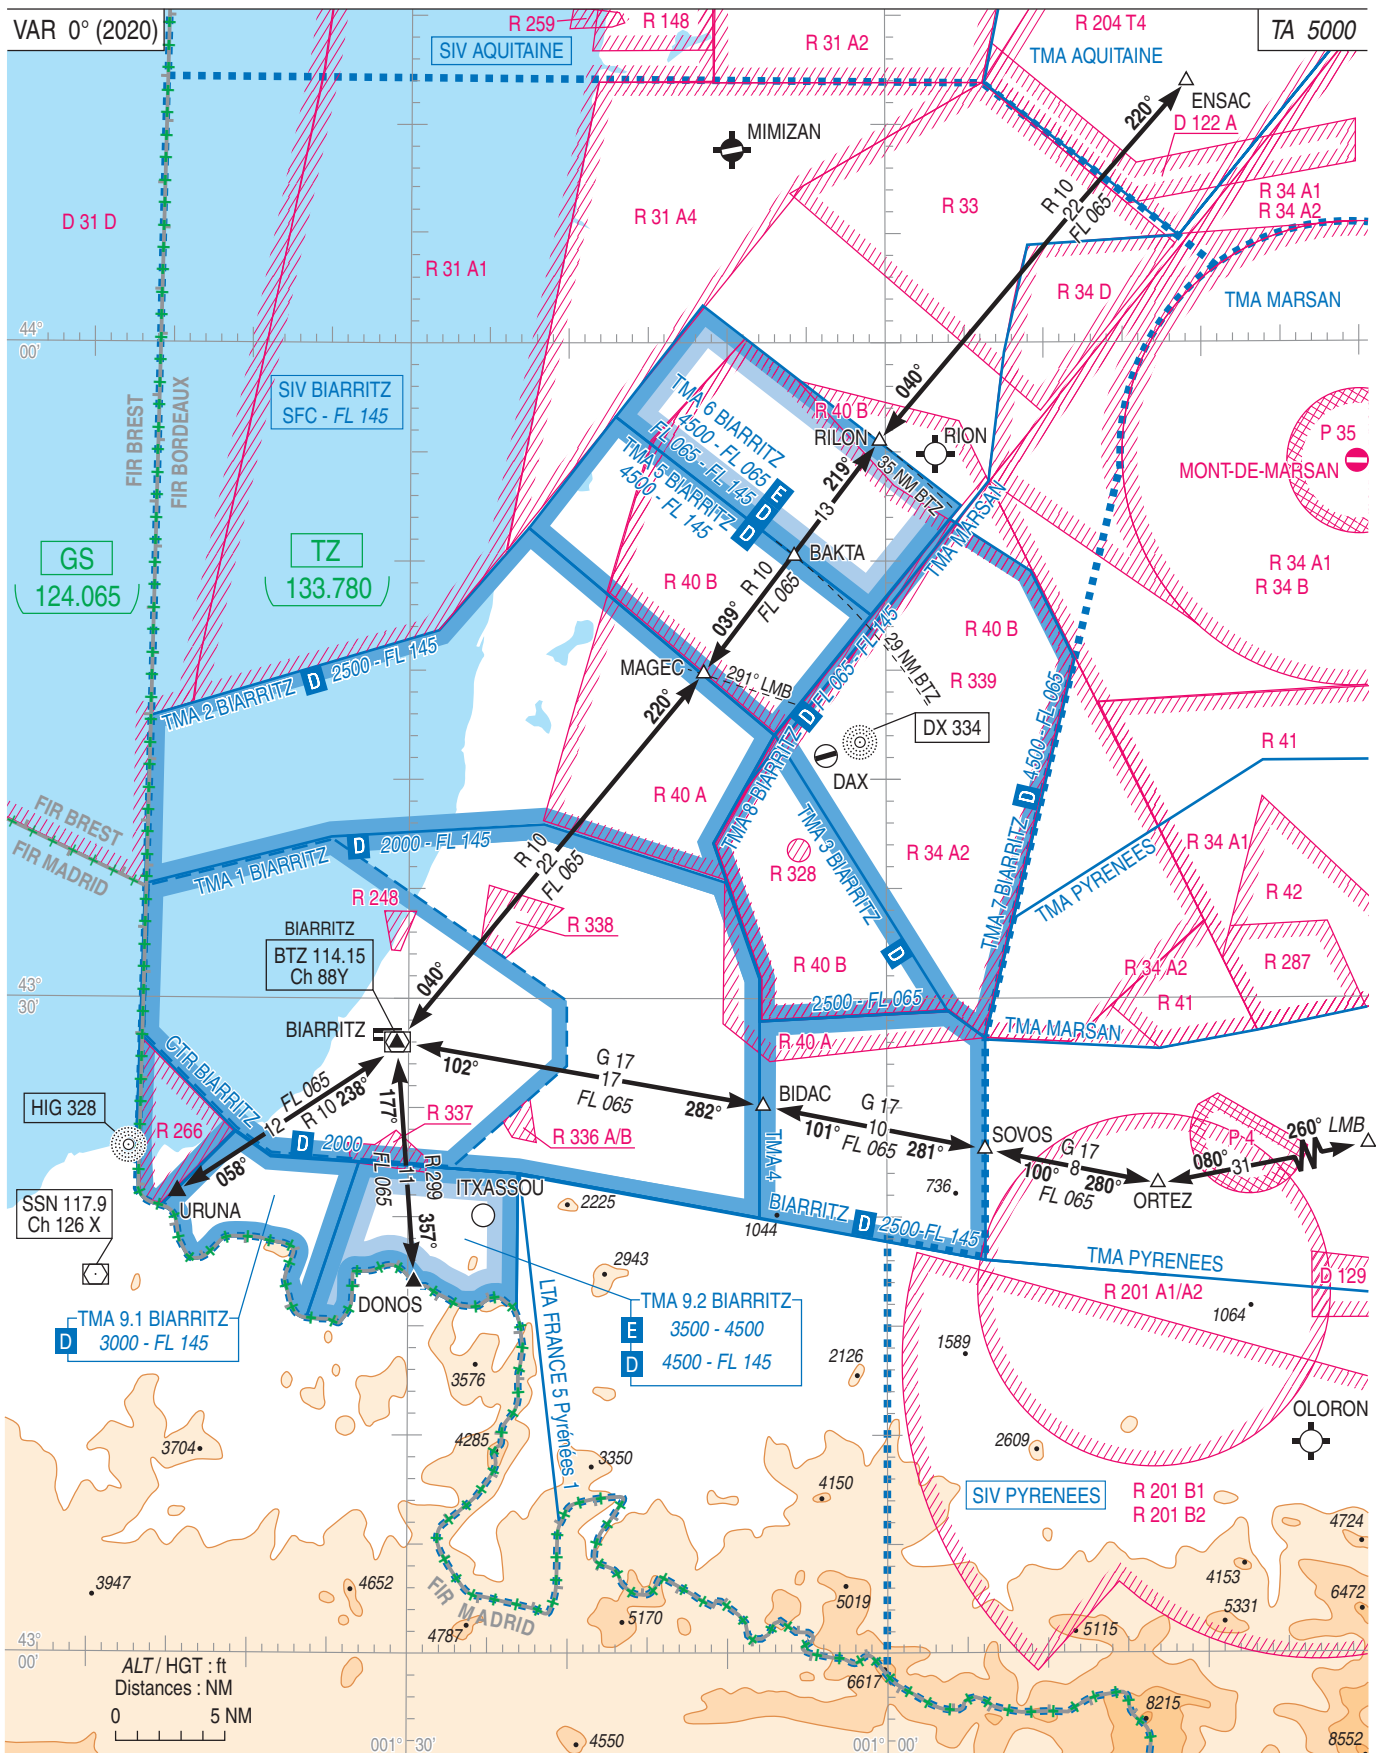 VAR 0° (2020)
R 259
R 148
SIV AQUITAINE
R 31 A2
R 204 T4
TMA AQUITAINE
TA 5000
ENSAC
220°
D 122 A
MIMIZAN
D 31 D
R 31 A4
R 33
R 10
22
FL 065
R 34 A1
R 34 A2
R 31 A1
R 34 D
TMA MARSAN
44°
00'
FIR BREST
FIR BORDEAUX
SIV BIARRITZ
SFC - FL 145
TMA 6 BIARRITZ
4500 - FL 065
FL 065 - FL 145
E
D
TMA 5 BIARRITZ
4500 - FL 145
D
040°
R 40 B
RILON
RION
35 NM BTZ
219°
13
P 35
MONT-DE-MARSAN
TMA MARSAN
GS
124.065
TZ
133.780
BAKTA
R 40 B
R 10
FL 065
039°
R 34 A1
R 34 B
R 40 B
R 339
MAGEC
291° LMB
29 NM BTZ
220°
TMA 2 BIARRITZ
D
2500 - FL 145
DX 334
DAX
TMA 8 BIARRITZ
D
FL 065 - FL 145
R 41
R 40 A
TMA 7 BIARRITZ
D
4500 - FL 065
FIR BREST
FIR MADRID
TMA 1 BIARRITZ
D
2000 - FL 145
R 10
22
FL 065
R 328
TMA 3 BIARRITZ
D
R 34 A2
R 34 A1
TMA PYRENEES
R 42
R 248
R 338
BIARRITZ
BTZ 114.15
Ch 88Y
040°
R 40 B
2500 - FL 065
R 34 A2
R 287
R 41
43°
30'
BIARRITZ
TMA MARSAN
R 40 A
CTR BIARRITZ
102°
G 17
17
FL 065
282°
BIDAC
G 17
10
101°
FL 065
281°
SOVOS
G 17
8
100°
280°
FL 065
ORTEZ
P 4
080°
31
260°
LMB
HIG 328
R 266
FL 065
R 10
238°
12
058°
177°
R 337
R 336 A/B
D
2000
FL 065
11
R 299
357°
ITXASSOU
TMA 4
BIARRITZ
D
2500-FL 145
736
1044
SSN 117.9
Ch 126 X
URUNA
2225
2943
DONOS
TMA PYRENEES
D 129
R 201 A1/A2
1064
TMA 9.1 BIARRITZ
D
3000 - FL 145
TMA 9.2 BIARRITZ
E
3500 - 4500
D
4500 - FL 145
LTA FRANCE 5 Pyrénées 1
3576
2126
1589
OLORON
3704
4285
3350
2609
4150
SIV PYRENEES
R 201 B1
R 201 B2
4724
3947
4652
FIR MADRID
4787
5170
5019
4153
6472
5331
5115
43°
00'
ALT / HGT : ft
Distances : NM
0
5 NM
6617
8215
8552
4550
001° 30'
001° 00'